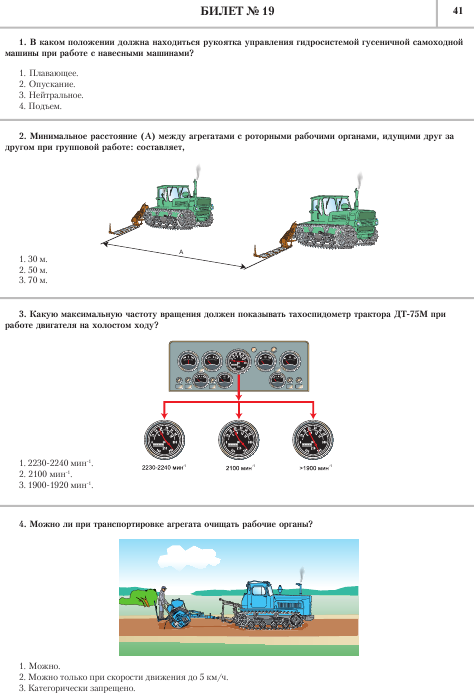 БИЛЕТ № 19
41
1. В каком положении должна находиться рукоятка управления гидросистемой гусеничной самоходной
машины при работе с навесными машинами?
1. Плавающее.
2. Опускание.
3. Нейтральное.
4. Подъем.
2. Минимальное расстояние (А) между агрегатами с роторными рабочими органами, идущими друг за
другом при групповой работе: составляет,
А
1. 30 м.
2. 50 м.
3. 70 м.
3. Какую максимальную частоту вращения должен показывать тахоспидометр трактора ДТ-75М при
работе двигателя на холостом ходу?
2230-2240 мин⁻¹
2100 мин⁻¹
>1900 мин⁻¹
1. 2230-2240 мин⁻¹.
2. 2100 мин⁻¹.
3. 1900-1920 мин⁻¹.
4. Можно ли при транспортировке агрегата очищать рабочие органы?
1. Можно.
2. Можно только при скорости движения до 5 км/ч.
3. Категорически запрещено.